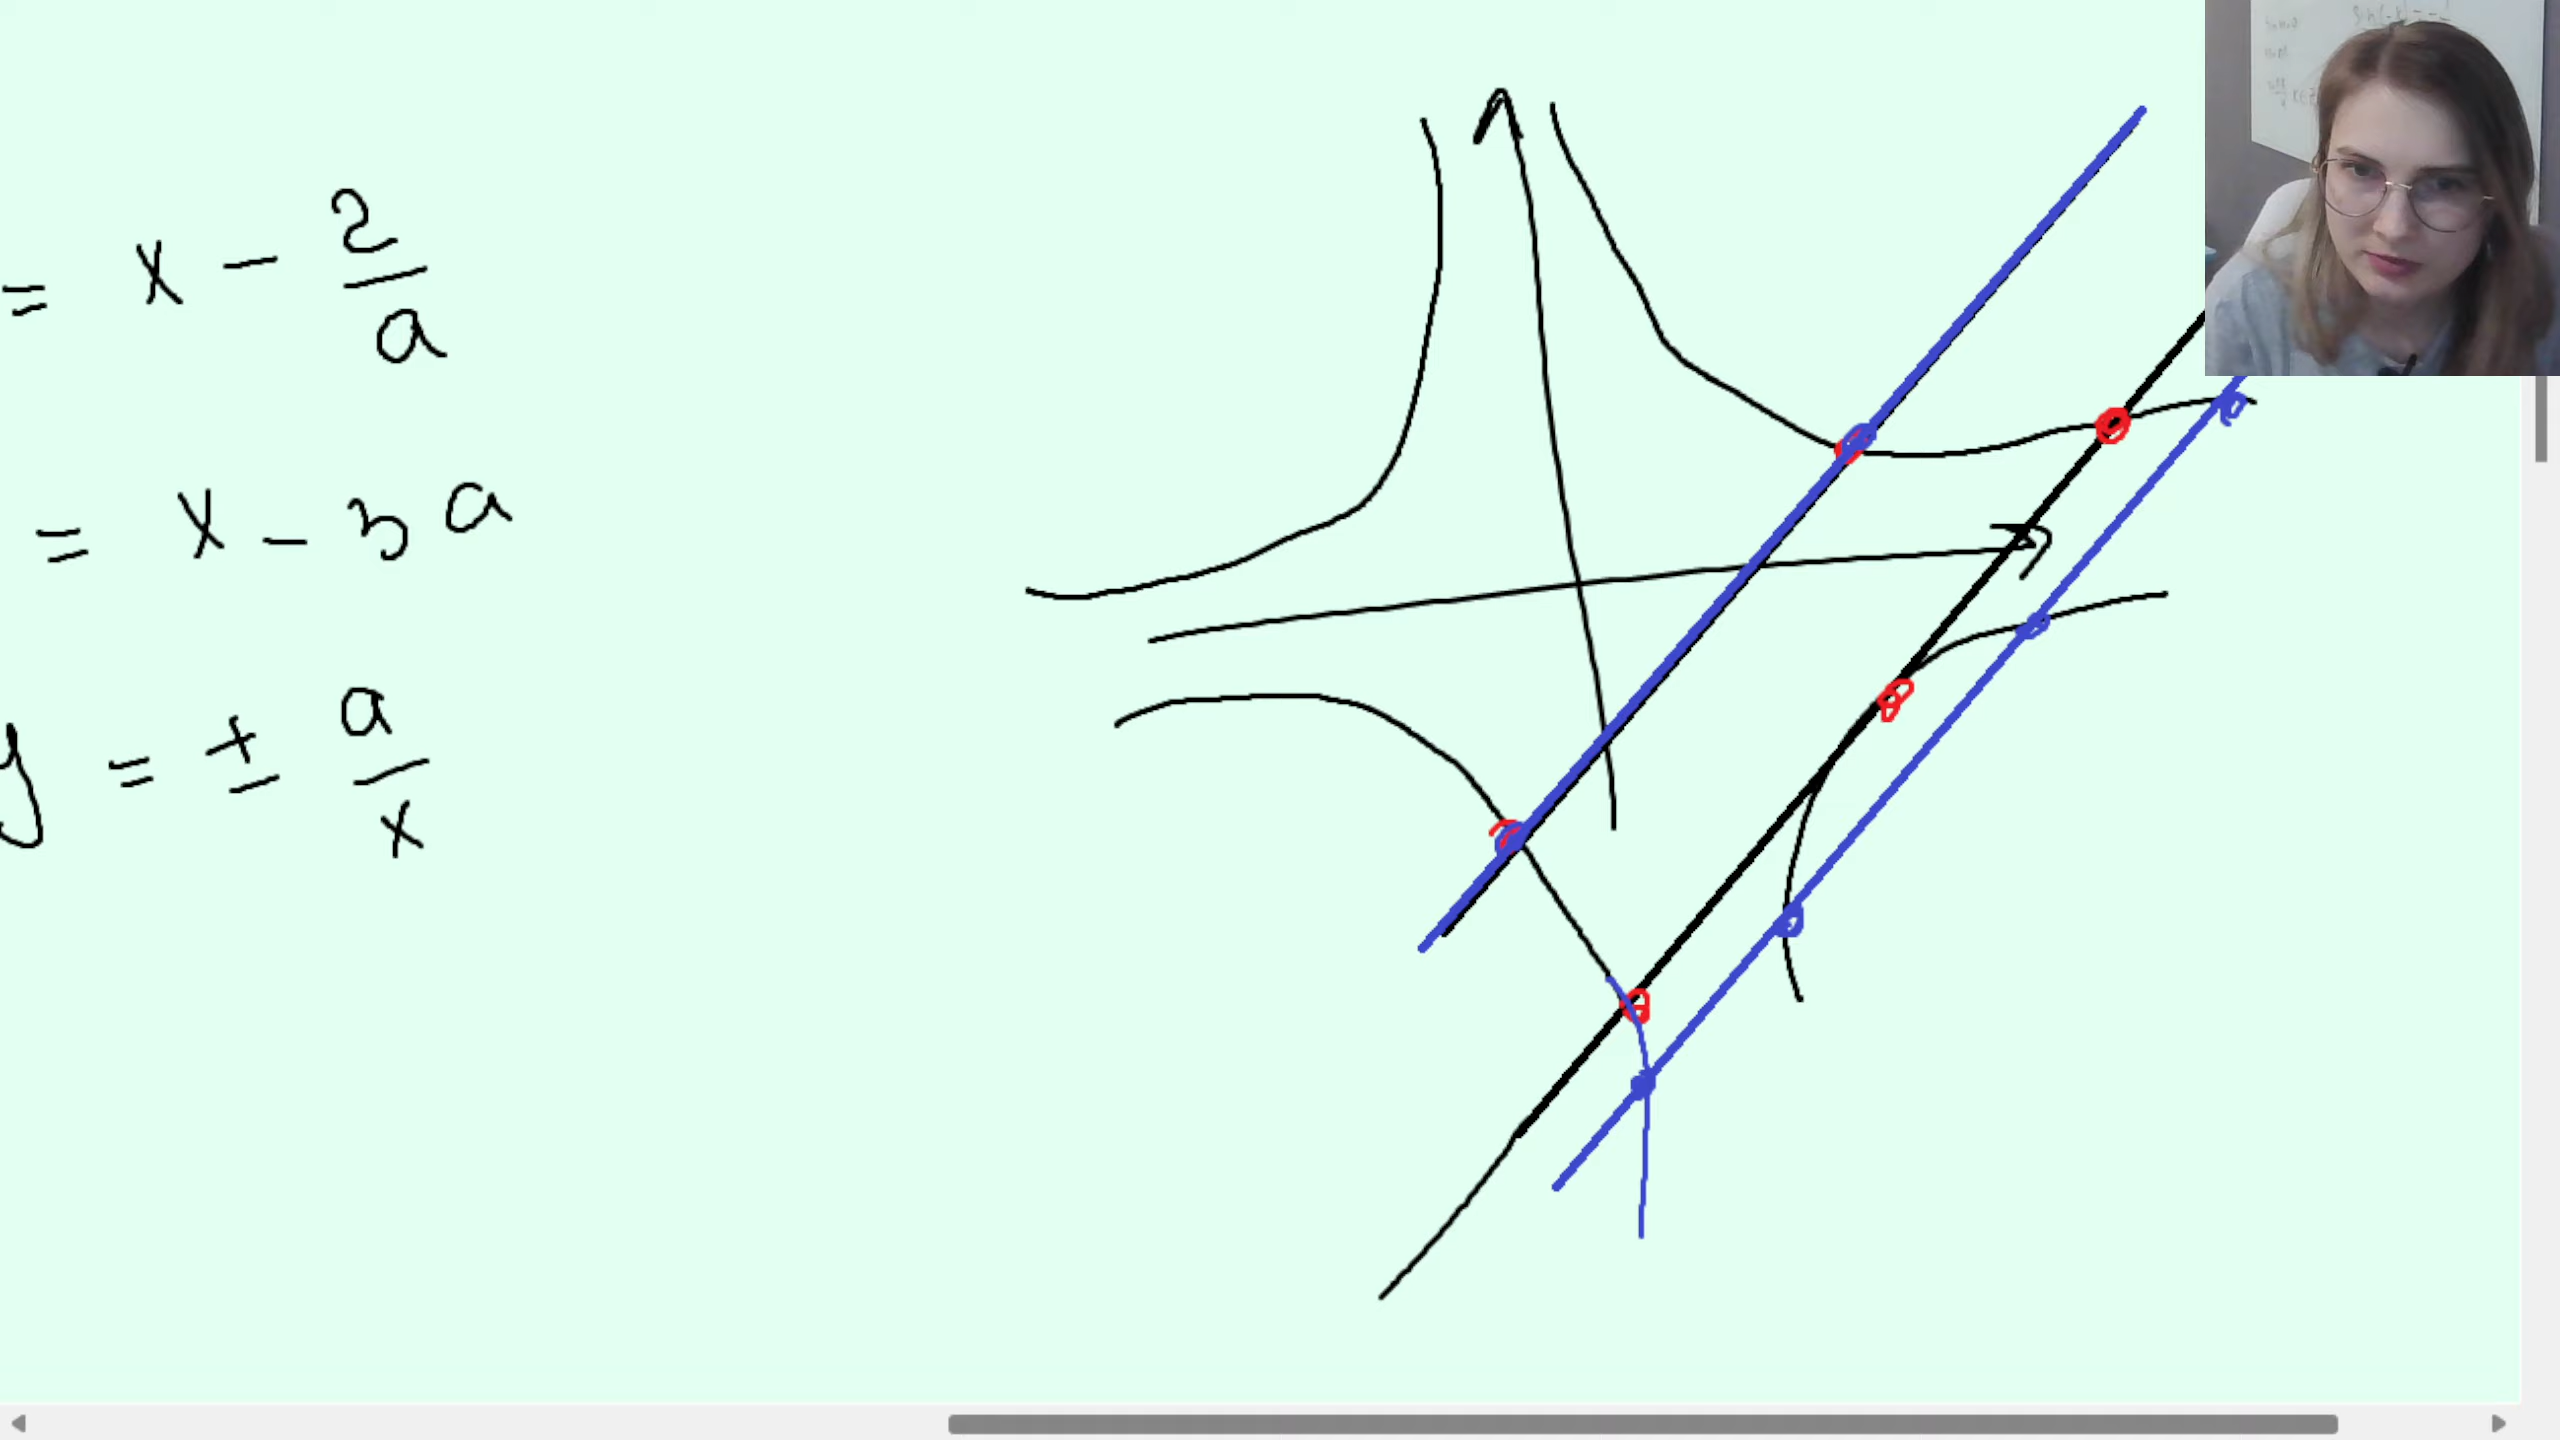 = x - 2/a
= x - 3a
y = ± a/x